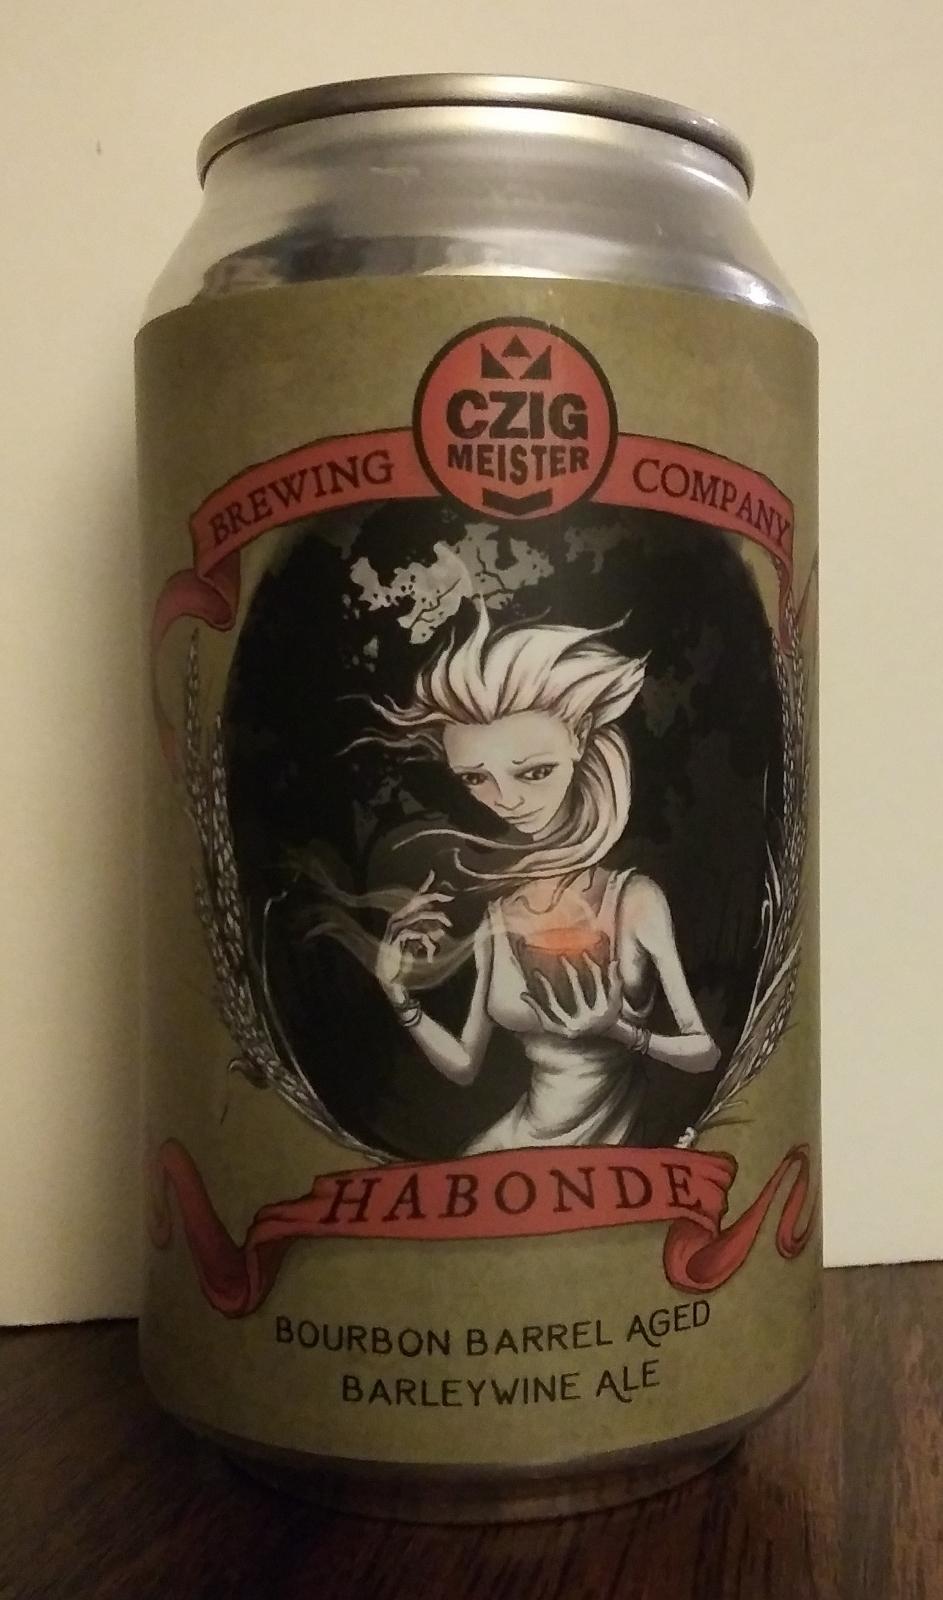 CZIG
MEISTER
BREWING COMPANY
HABONDE
BOURBON BARREL AGED
BARLEYWINE ALE